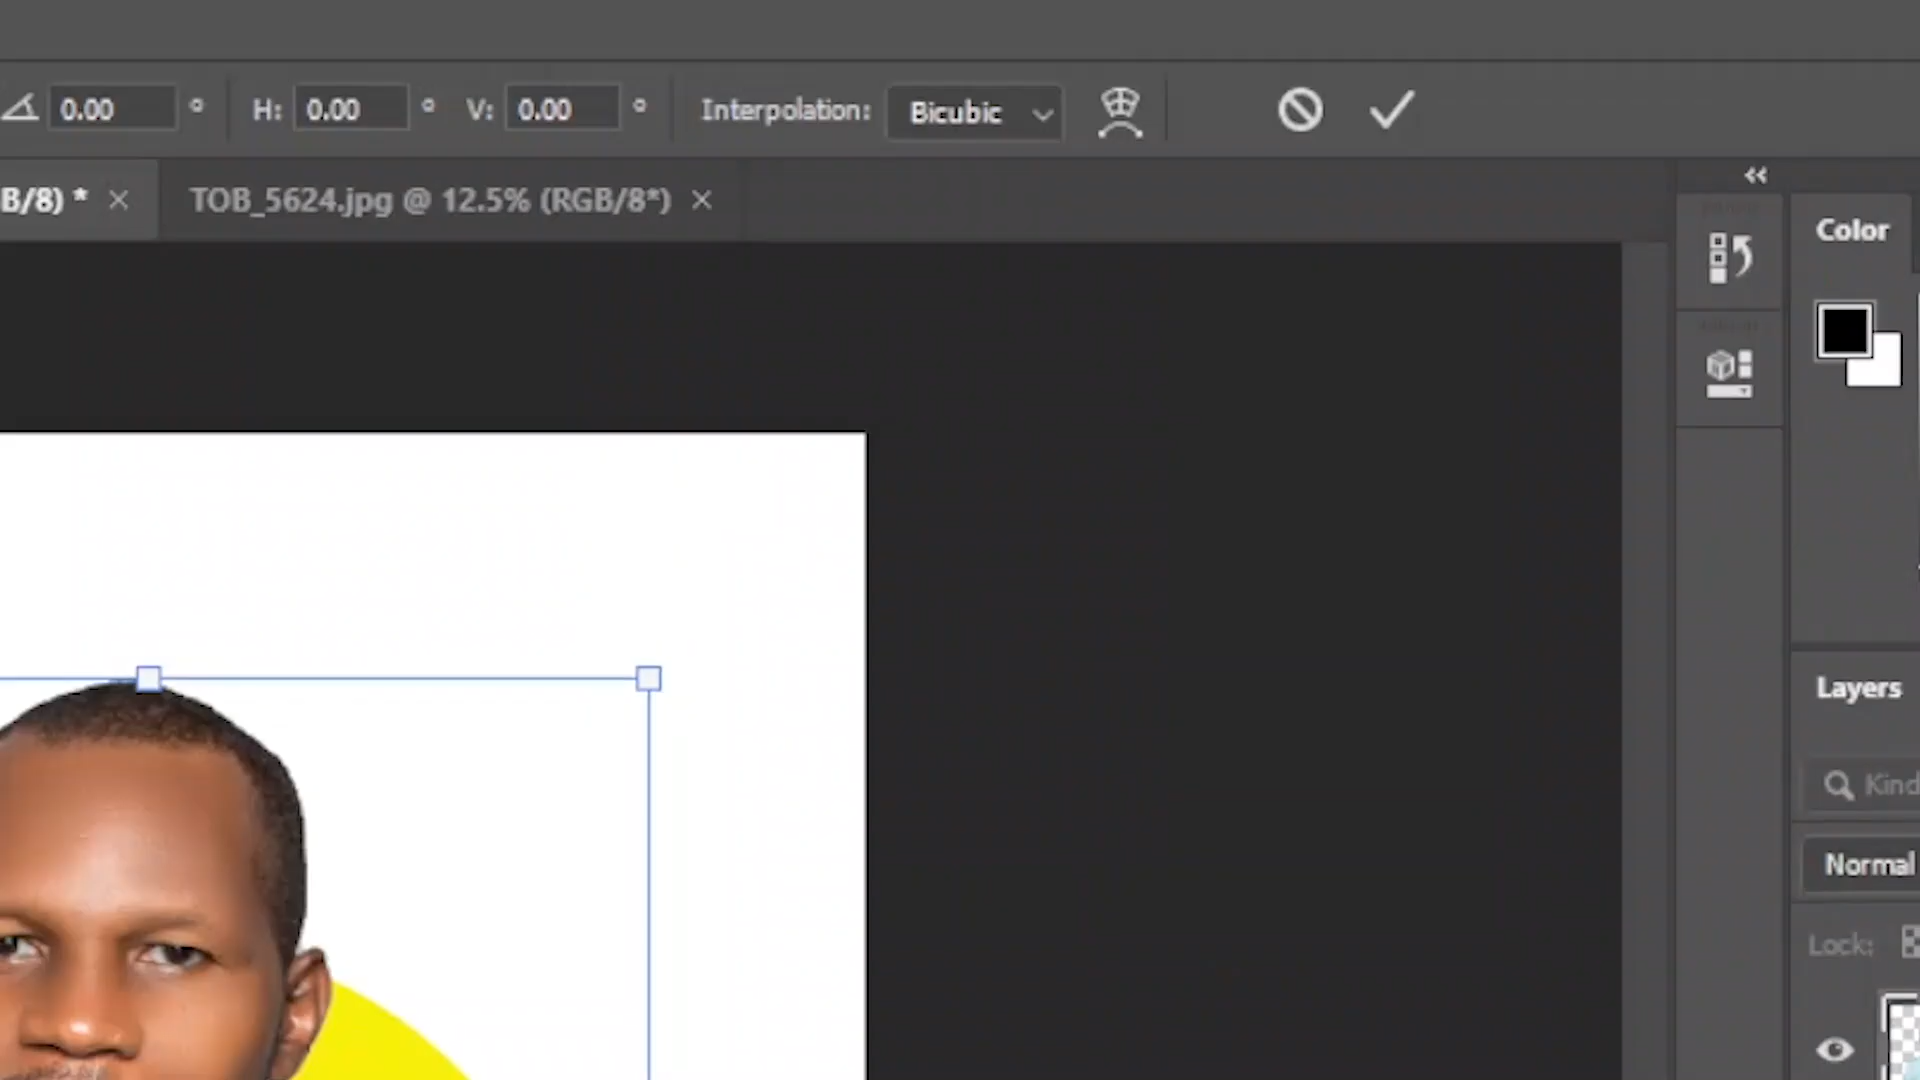 0.00 ° H: 0.00 ° V: 0.00 ° Interpolation: Bicubic
B/8) * × TOB_5624.jpg @ 12.5% (RGB/8*) ×
Color
Layers
Kind
Normal
Lock: